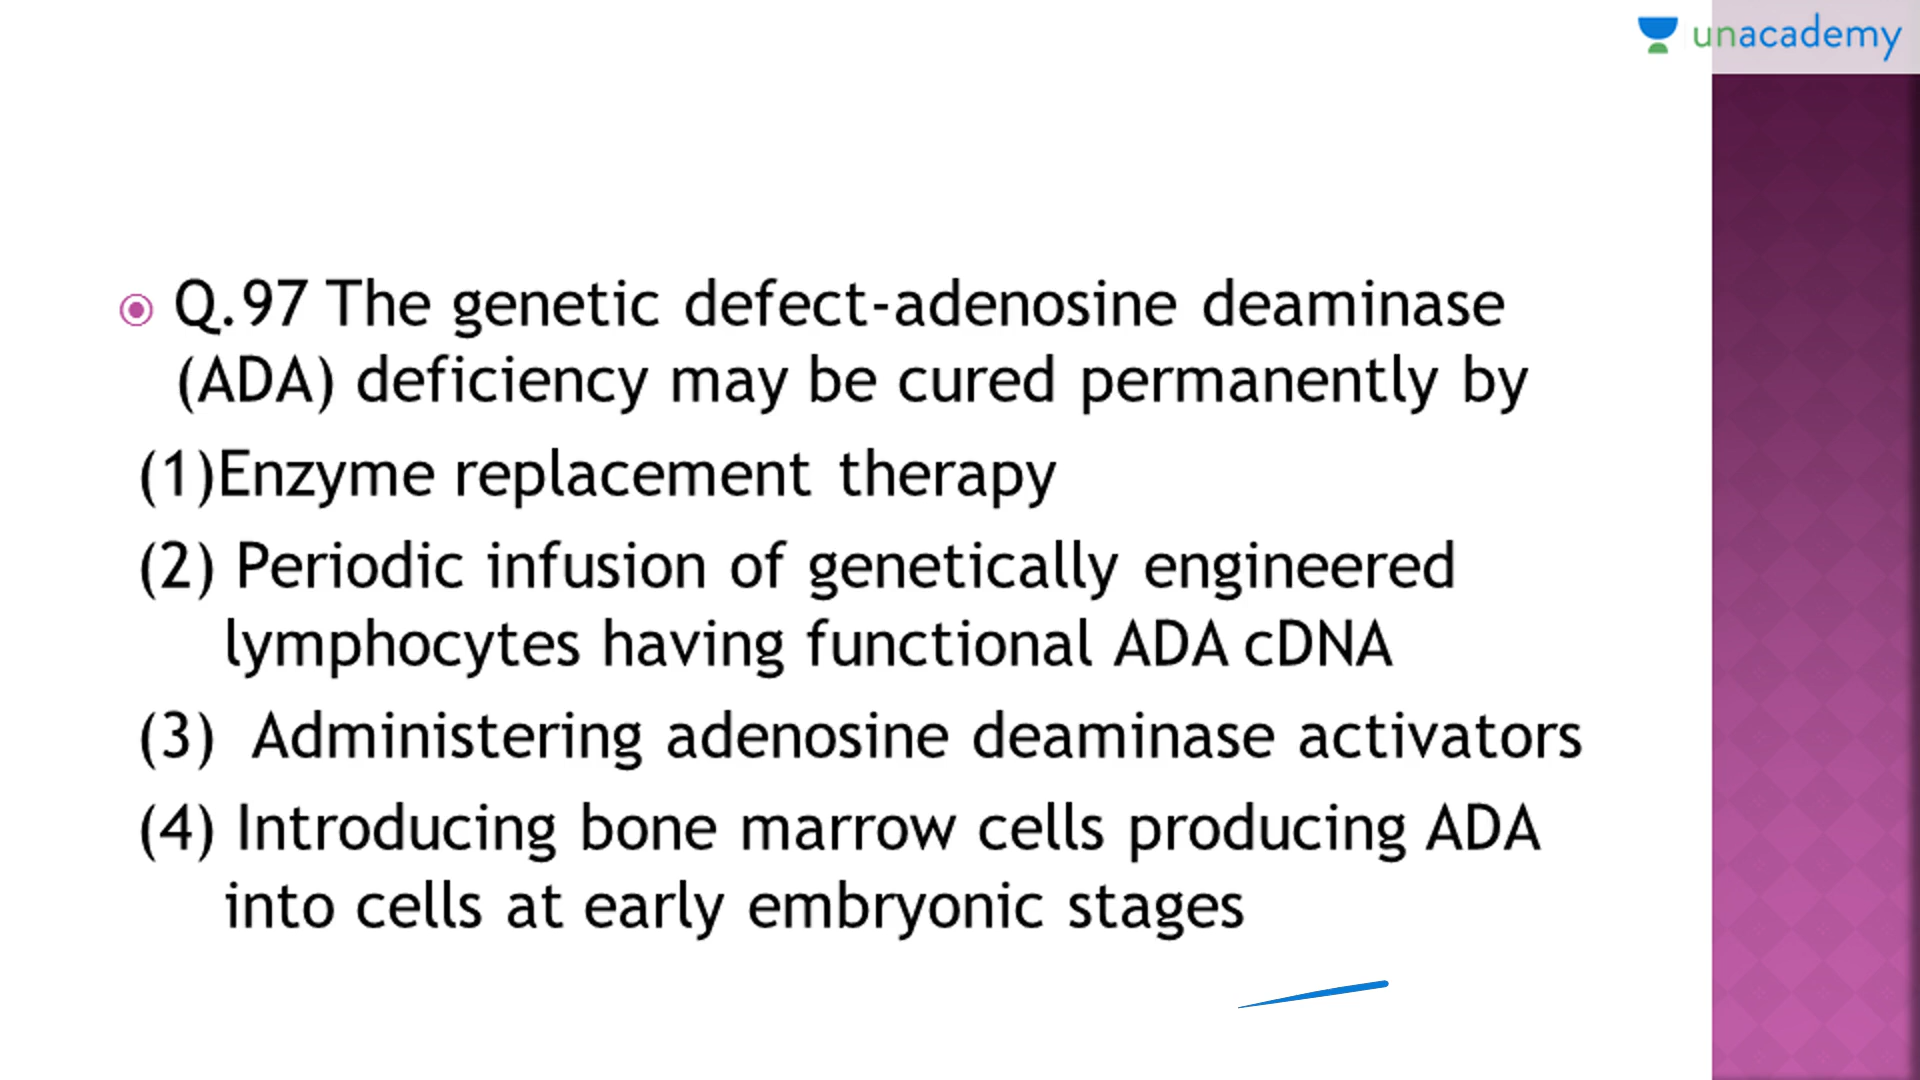 unacademy
Q.97 The genetic defect-adenosine deaminase
(ADA) deficiency may be cured permanently by
(1)Enzyme replacement therapy
(2) Periodic infusion of genetically engineered
lymphocytes having functional ADA cDNA
(3) Administering adenosine deaminase activators
(4) Introducing bone marrow cells producing ADA
into cells at early embryonic stages